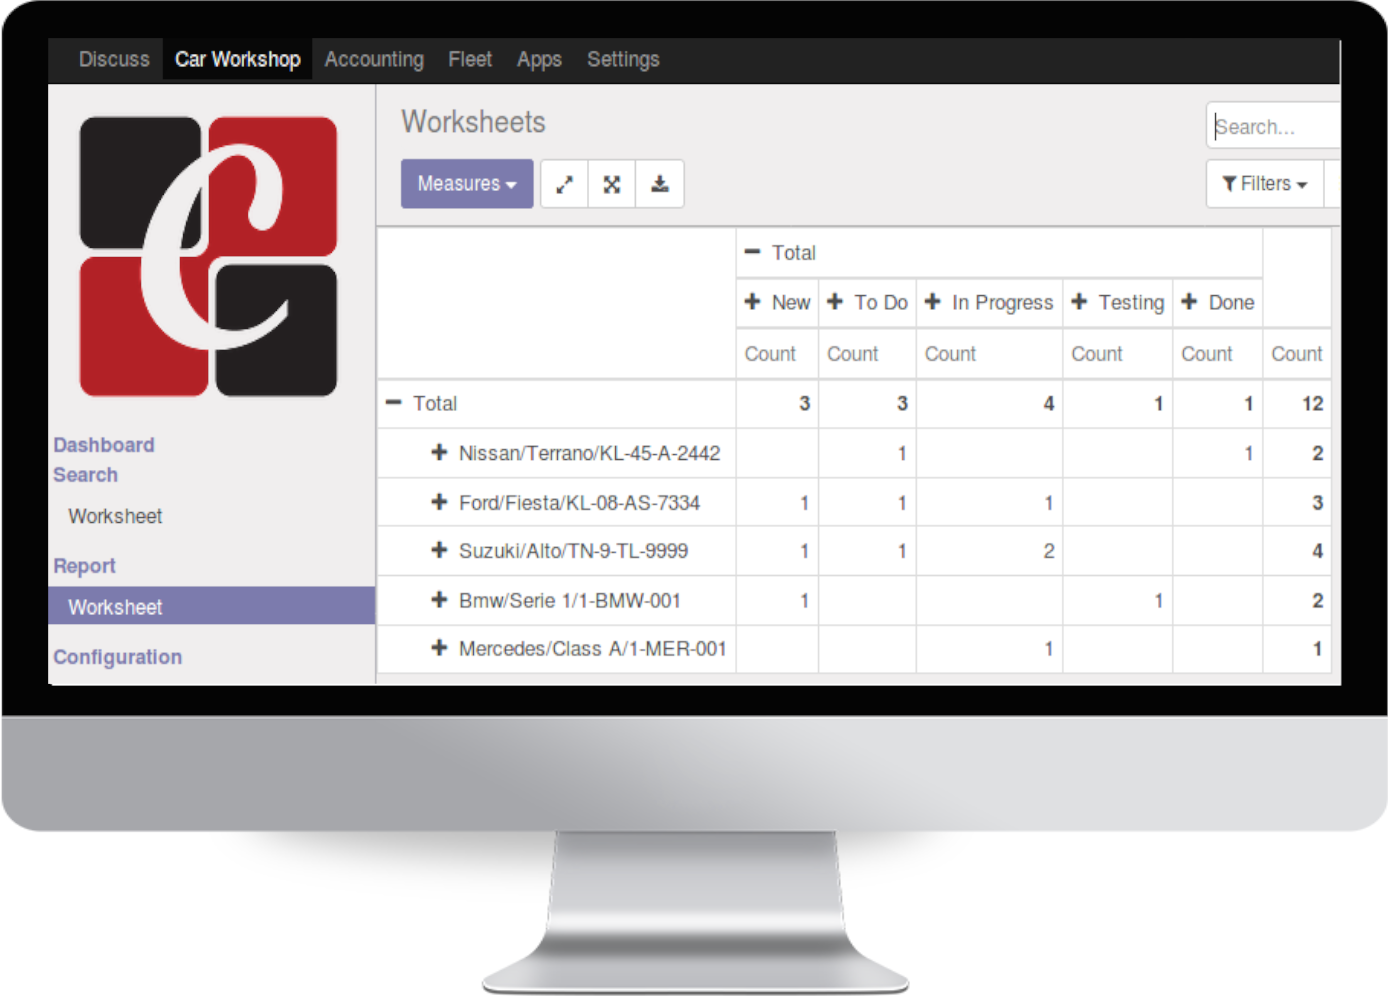 Discuss Car Workshop Accounting Fleet Apps Settings
C
Worksheets
Search...
Measures
Filters
Dashboard
Search
Worksheet
Report
Worksheet
Configuration
Total
New To Do In Progress Testing Done
Count Count Count Count Count Count
Total 3 3 4 1 1 12
Nissan/Terrano/KL-45-A-2442 1 1 2
Ford/Fiesta/KL-08-AS-7334 1 1 1 3
Suzuki/Alto/TN-9-TL-9999 1 1 2 4
Bmw/Serie 1/1-BMW-001 1 1 2
Mercedes/Class A/1-MER-001 1 1